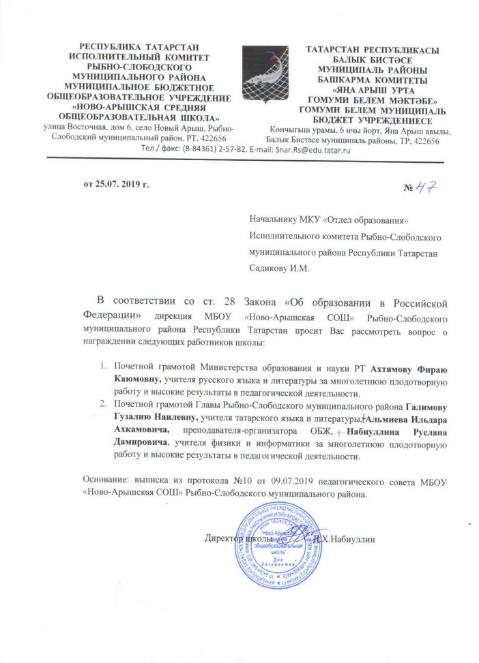 РЕСПУБЛИКА ТАТАРСТАН
ИСПОЛНИТЕЛЬНЫЙ КОМИТЕТ
РЫБНО-СЛОБОДСКОГО
МУНИЦИПАЛЬНОГО РАЙОНА
МУНИЦИПАЛЬНОЕ БЮДЖЕТНОЕ
ОБЩЕОБРАЗОВАТЕЛЬНОЕ УЧРЕЖДЕНИЕ
«НОВО-АРЫШСКАЯ СРЕДНЯЯ
ОБЩЕОБРАЗОВАТЕЛЬНАЯ ШКОЛА»
улица Восточная, дом 6, село Новый Арыш, Рыбно-
Слободский муниципальный район, РТ, 422656
ТАТАРСТАН РЕСПУБЛИКАСЫ
БАЛЫК БИСТӘСЕ
МУНИЦИПАЛЬ РАЙОНЫ
БАШКАРМА КОМИТЕТЫ
«ЯҢА АРЫШ УРТА
ГОМУМИ БЕЛЕМ МӘКТӘБЕ»
ГОМУМИ БЕЛЕМ МУНИЦИПАЛЬ
БЮДЖЕТ УЧРЕЖДЕНИЕСЕ
Көнчыгыш урамы, 6 нчы йорт, Яңа Арыш авылы,
Балык Бистәсе муниципаль районы, ТР, 422656
Тел./ факс: (8-84361) 2-57-82. E-mail: Snar.Rs@edu.tatar.ru
от 25.07. 2019 г.
№ 47
Начальнику МКУ «Отдел образования»
Исполнительного комитета Рыбно-Слободского
муниципального района Республики Татарстан
Садикову И.М.
В соответствии со ст. 28 Закона «Об образовании в Российской
Федерации» дирекция МБОУ «Ново-Арышская СОШ» Рыбно-Слободского
муниципального района Республики Татарстан просит Вас рассмотреть вопрос о
награждении следующих работников школы:
1. Почетной грамотой Министерства образования и науки РТ Ахтямову Фираю
Каюмовну, учителя русского языка и литературы за многолетнюю плодотворную
работу и высокие результаты в педагогической деятельности.
2. Почетной грамотой Главы Рыбно-Слободского муниципального района Галимову
Гузалию Наилевну, учителя татарского языка и литературы, Альмиева Ильдара
Ахкамовича, преподавателя-организатора ОБЖ, Набиуллина Руслана
Дамировича, учителя физики и информатики за многолетнюю плодотворную
работу и высокие результаты в педагогической деятельности.
Основание: выписка из протокола №10 от 09.07.2019 педагогического совета МБОУ
«Ново-Арышская СОШ» Рыбно-Слободского муниципального района.
Директор школы Д.Х.Набиуллин
"Ново-Арышская
общеобразовательная
школа"
Для
документов